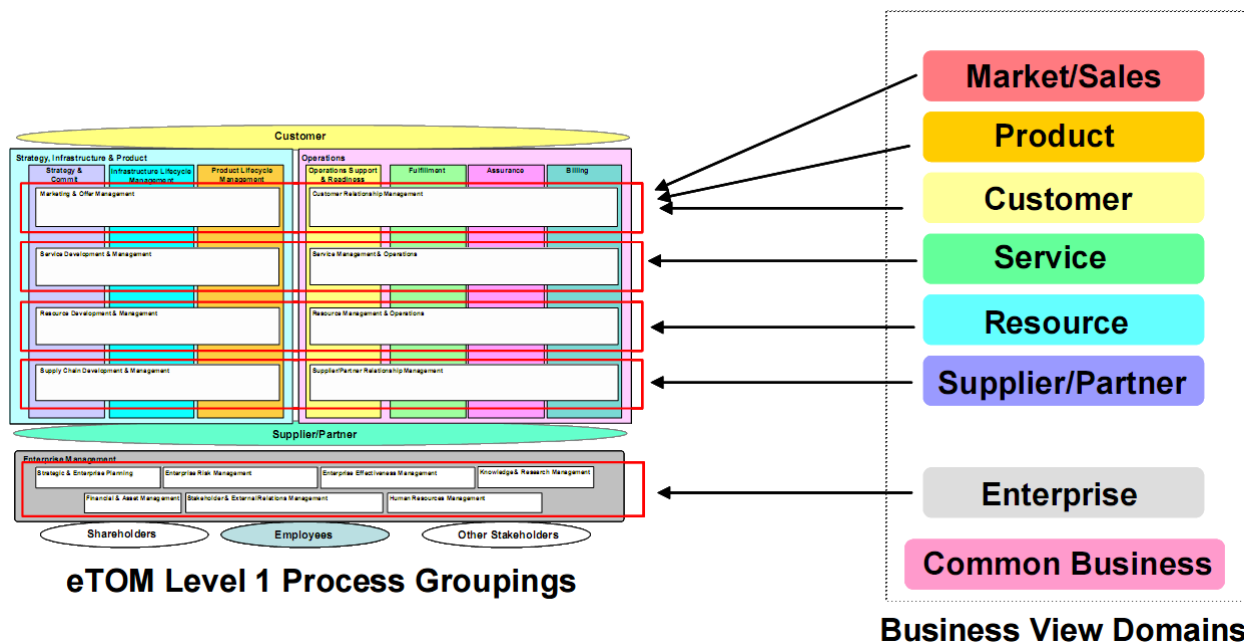 Market/Sales
Product
Customer
Customer
Strategy, Infrastructure & Product
Operations
Strategy &
Commit
Infrastructure Lifecycle
Management
Product Lifecycle
Management
Operations Support
& Readiness
Fulfillment
Assurance
Billing
Marketing & Offer Management
Customer Relationship Management
Service Development & Management
Service Management & Operations
Service
Resource Development & Management
Resource Management & Operations
Resource
Supply Chain Development & Management
Supplier/Partner Relationship Management
Supplier/Partner
Supplier/Partner
Enterprise Management
Strategic & Enterprise Planning
Enterprise Risk Management
Enterprise Effectiveness Management
Knowledge & Research Management
Financial & Asset Management
Stakeholder & External Relations Management
Human Resources Management
Enterprise
Shareholders
Employees
Other Stakeholders
Common Business
eTOM Level 1 Process Groupings
Business View Domains